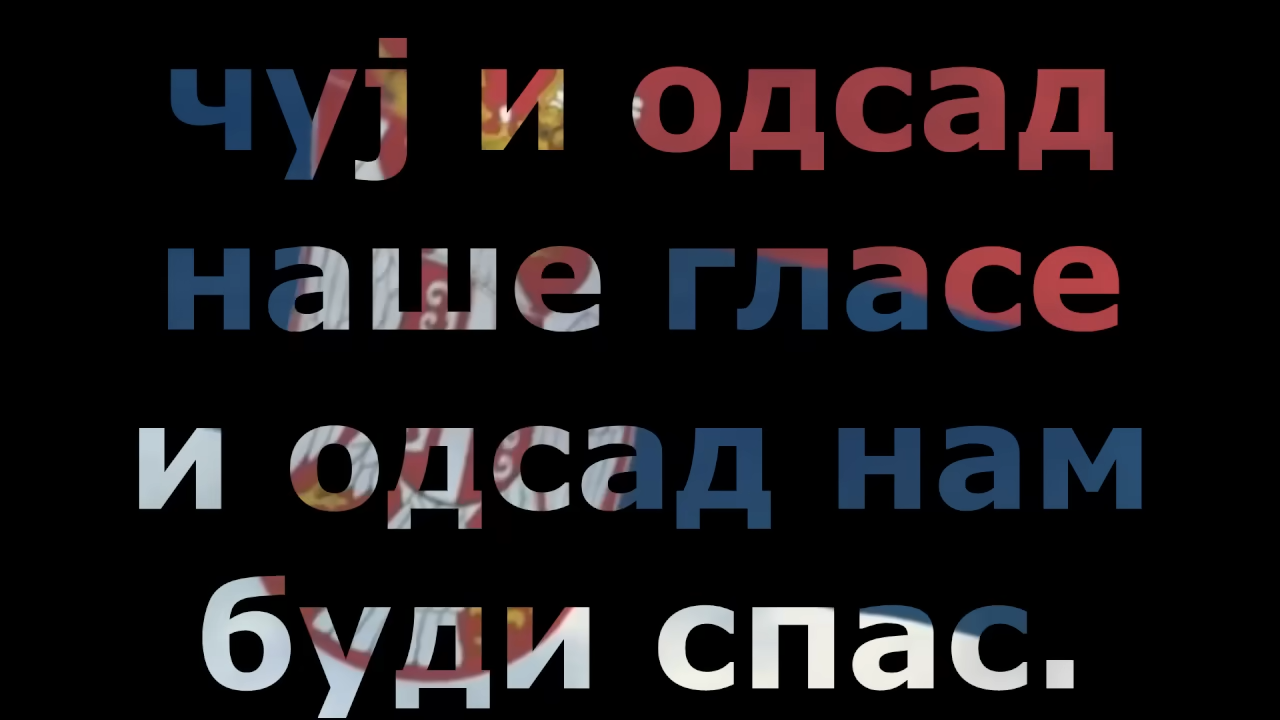 чуј и одсад
наше гласе
и одсад нам
буди спас.